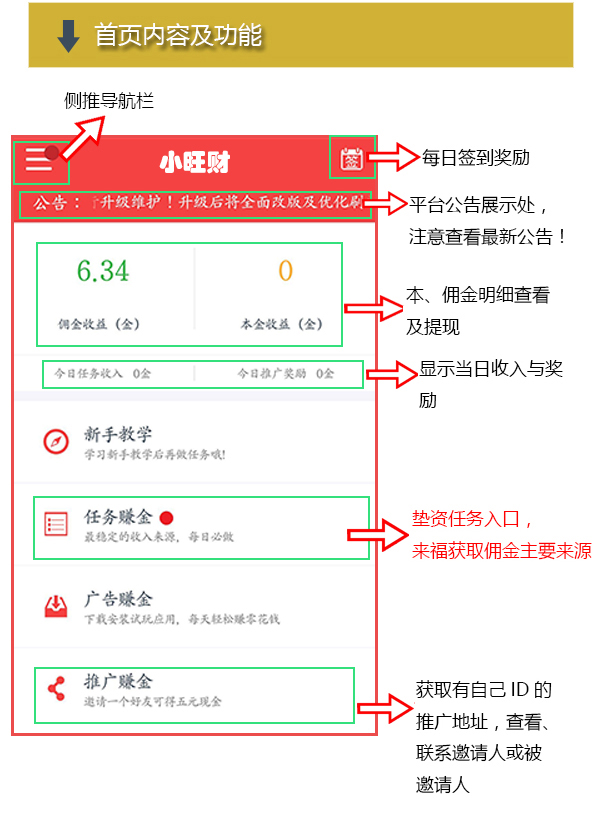 首页内容及功能
侧推导航栏
小旺财
签
每日签到奖励
公告：升级维护！升级后将全面改版及优化刷
平台公告展示处，
注意查看最新公告！
6.34
0
佣金收益（金）
本金收益（金）
本、佣金明细查看
及提现
今日任务收入 0金
今日推广奖励 0金
显示当日收入与奖
励
新手教学
学习新手教学后再做任务哦!
任务赚金
最稳定的收入来源，每日必做
垫资任务入口，
来福获取佣金主要来源
广告赚金
下载安装试玩应用，每天轻松赚零花钱
推广赚金
邀请一个好友可得五元现金
获取有自己 ID 的
推广地址，查看、
联系邀请人或被
邀请人